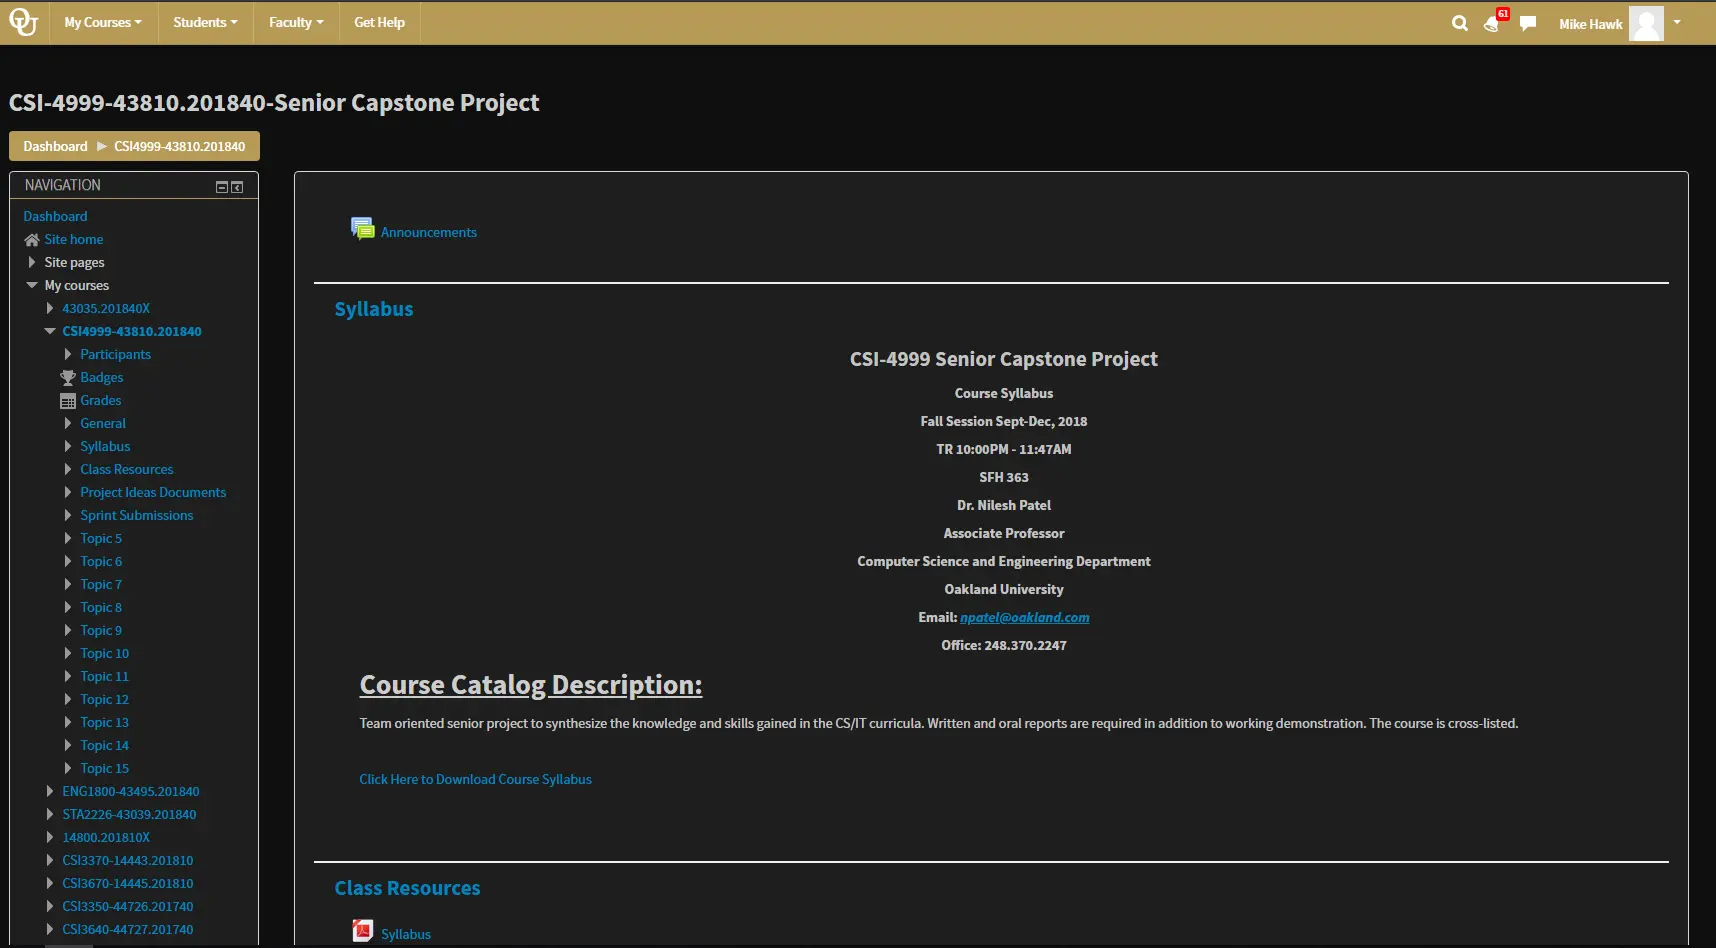 OU My Courses Students Faculty Get Help 61 Mike Hawk
CSI-4999-43810.201840-Senior Capstone Project
Dashboard CSI4999-43810.201840
NAVIGATION
Dashboard
Site home
Site pages
My courses
43035.201840X
CSI4999-43810.201840
Participants
Badges
Grades
General
Syllabus
Class Resources
Project Ideas Documents
Sprint Submissions
Topic 5
Topic 6
Topic 7
Topic 8
Topic 9
Topic 10
Topic 11
Topic 12
Topic 13
Topic 14
Topic 15
ENG1800-43495.201840
STA2226-43039.201840
14800.201810X
CSI3370-14443.201810
CSI3670-14445.201810
CSI3350-44726.201740
CSI3640-44727.201740
Announcements
Syllabus
CSI-4999 Senior Capstone Project
Course Syllabus
Fall Session Sept-Dec, 2018
TR 10:00PM - 11:47AM
SFH 363
Dr. Nilesh Patel
Associate Professor
Computer Science and Engineering Department
Oakland University
Email: npatel@oakland.com
Office: 248.370.2247
Course Catalog Description:
Team oriented senior project to synthesize the knowledge and skills gained in the CS/IT curricula. Written and oral reports are required in addition to working demonstration. The course is cross-listed.
Click Here to Download Course Syllabus
Class Resources
Syllabus